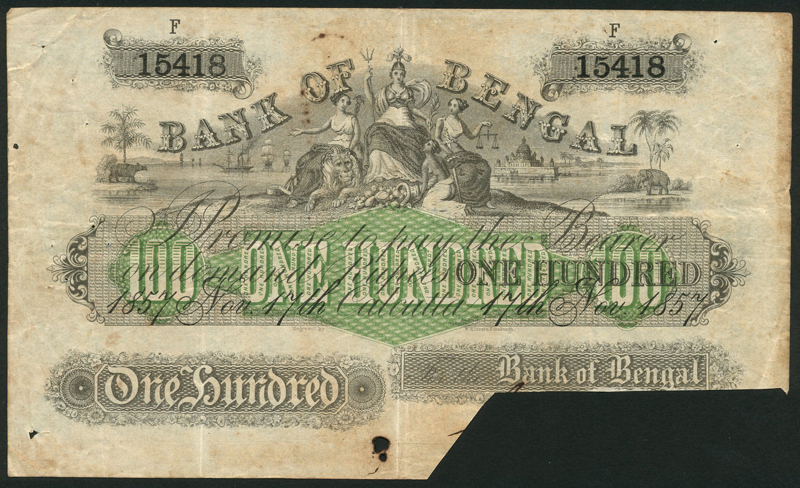 F F
15418 15418
BANK OF BENGAL
I Promise to pay the Bearer
on demand rupees ONE HUNDRED
100 ONE HUNDRED 100
1857 Nov. 17th Calcutta 17th Nov. 1857
One Hundred Bank of Bengal